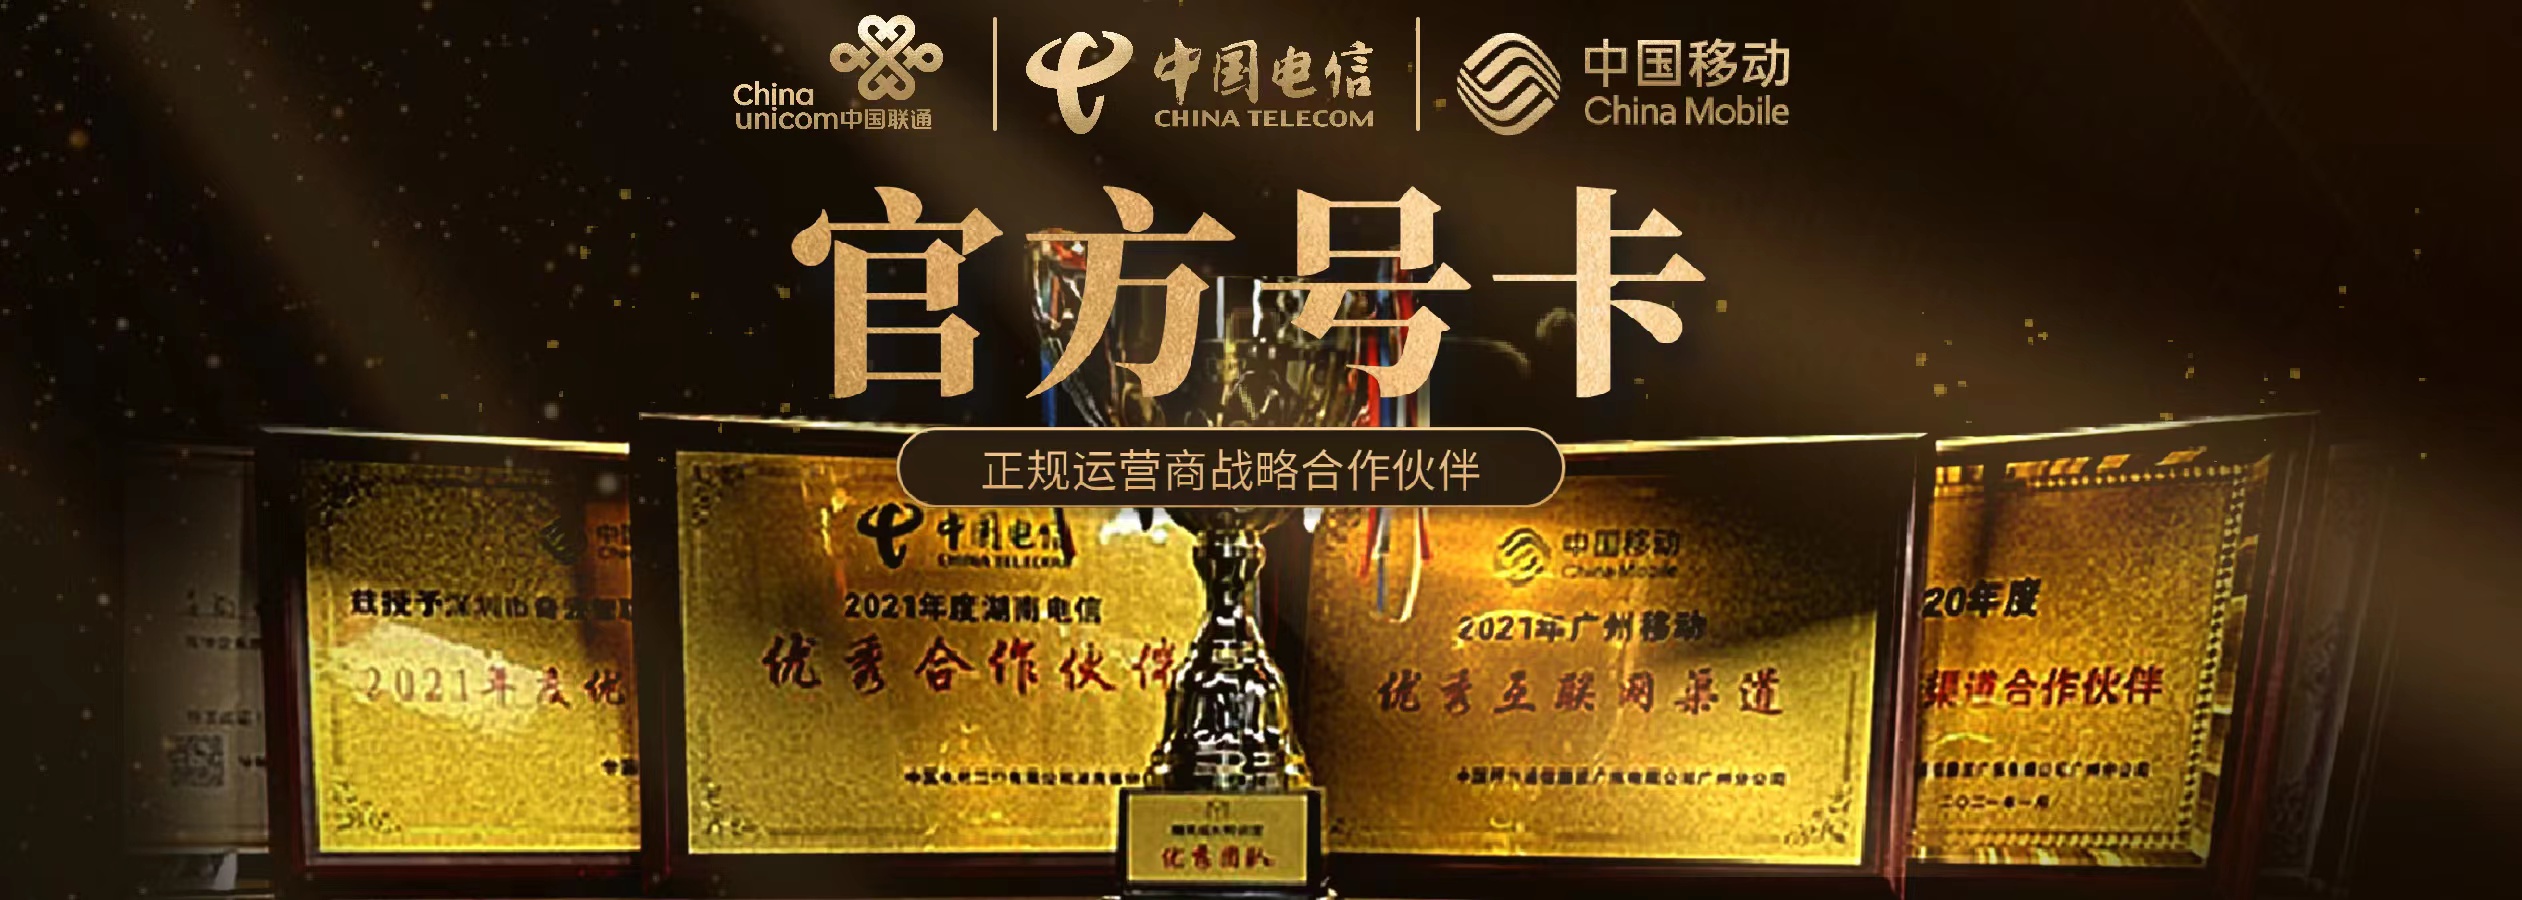 China
unicom中国联通
中国电信
CHINA TELECOM
中国移动
China Mobile
官方号卡
正规运营商战略合作伙伴
2021年度优
中国电信
CHINA TELECOM
2021年度湖南电信
优秀合作伙伴
中国移动
China Mobile
2021年广州移动
优秀互联网渠道
20年度
渠道合作伙伴
优秀团队